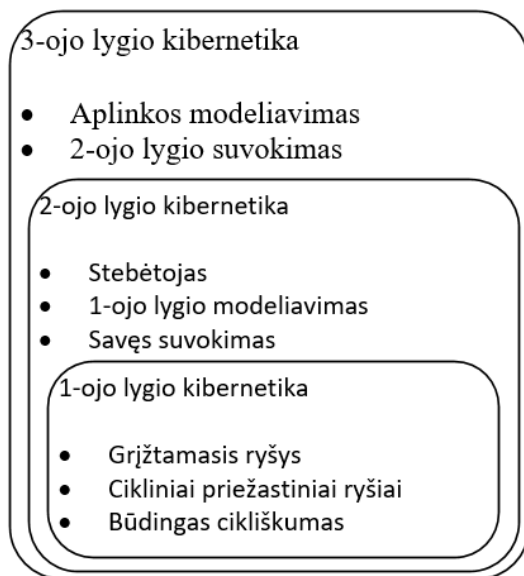 3-ojo lygio kibernetika
• Aplinkos modeliavimas
• 2-ojo lygio suvokimas
2-ojo lygio kibernetika
• Stebėtojas
• 1-ojo lygio modeliavimas
• Savęs suvokimas
1-ojo lygio kibernetika
• Grįžtamasis ryšys
• Cikliniai priežastiniai ryšiai
• Būdingas cikliškumas